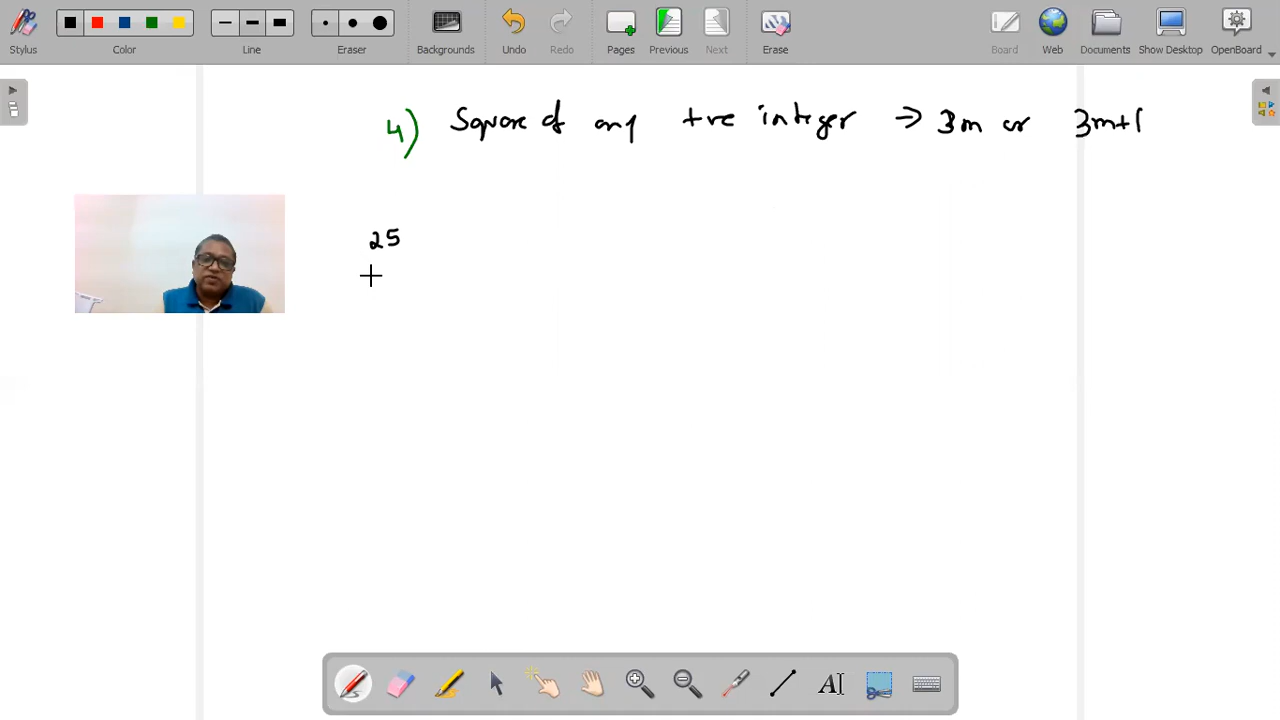 Stylus Color Line Eraser Backgrounds Undo Redo Pages Previous Next Erase Board Web Documents Show Desktop OpenBoard
4) Square of any +ve integer → 3m or 3m+1
25